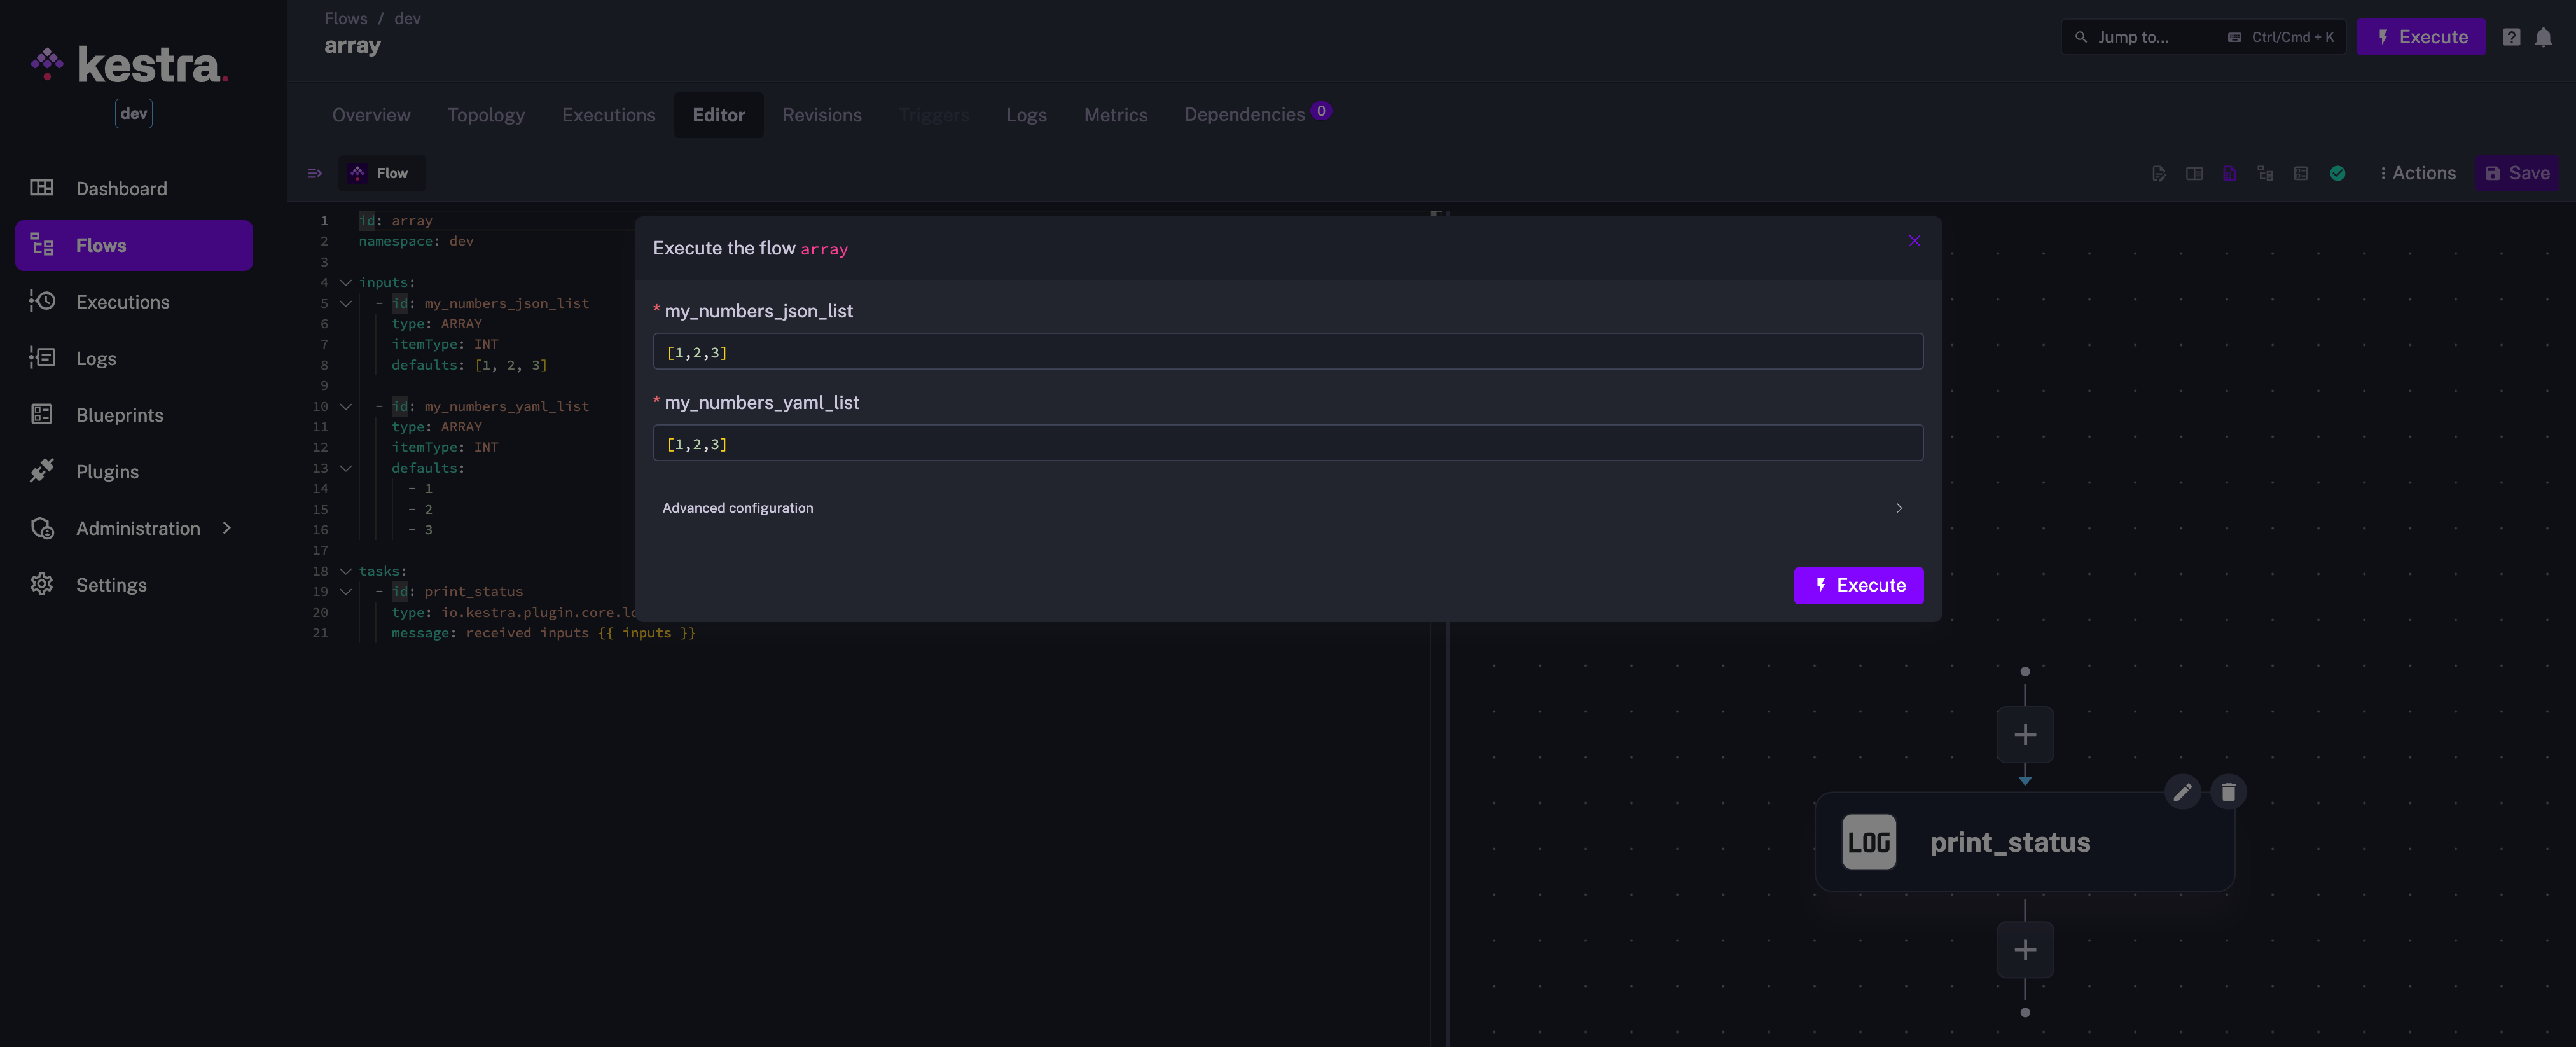 kestra.
dev
Dashboard
Flows
Executions
Logs
Blueprints
Plugins
Administration
Settings
Flows / dev
array
Jump to...
Ctrl/Cmd + K
Execute
Overview
Topology
Executions
Editor
Revisions
Triggers
Logs
Metrics
Dependencies 0
Flow
Actions
Save
1 id: array
2 namespace: dev
3
4 inputs:
5 - id: my_numbers_json_list
6 type: ARRAY
7 itemType: INT
8 defaults: [1, 2, 3]
9
10 - id: my_numbers_yaml_list
11 type: ARRAY
12 itemType: INT
13 defaults:
14 - 1
15 - 2
16 - 3
17
18 tasks:
19 - id: print_status
20 type: io.kestra.plugin.core.lo
21 message: received inputs {{ inputs }}
Execute the flow array
* my_numbers_json_list
[1,2,3]
* my_numbers_yaml_list
[1,2,3]
Advanced configuration
Execute
LOG
print_status